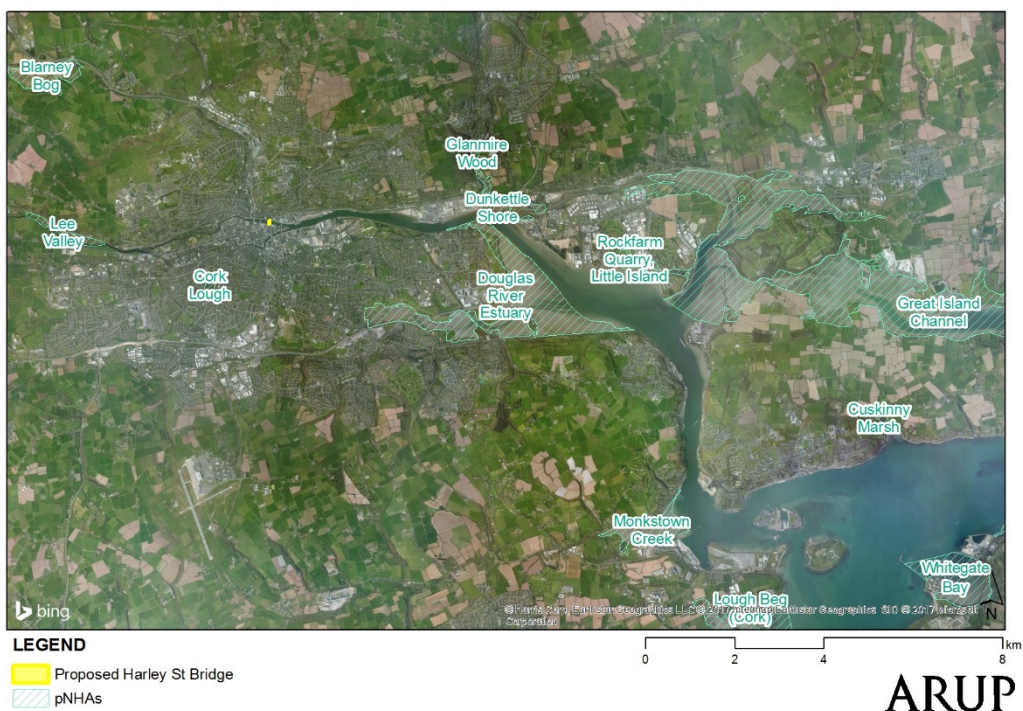 Blarney
Bog
Glanmire
Wood
Dunkettle
Shore
Lee
Valley
Rockfarm
Quarry,
Little Island
Cork
Lough
Douglas
River
Estuary
Great Island
Channel
Cuskinny
Marsh
Monkstown
Creek
Whitegate
Bay
Lough Beg
(Cork)
bing
N
LEGEND
Proposed Harley St Bridge
pNHAs
0 2 4 8 km
ARUP